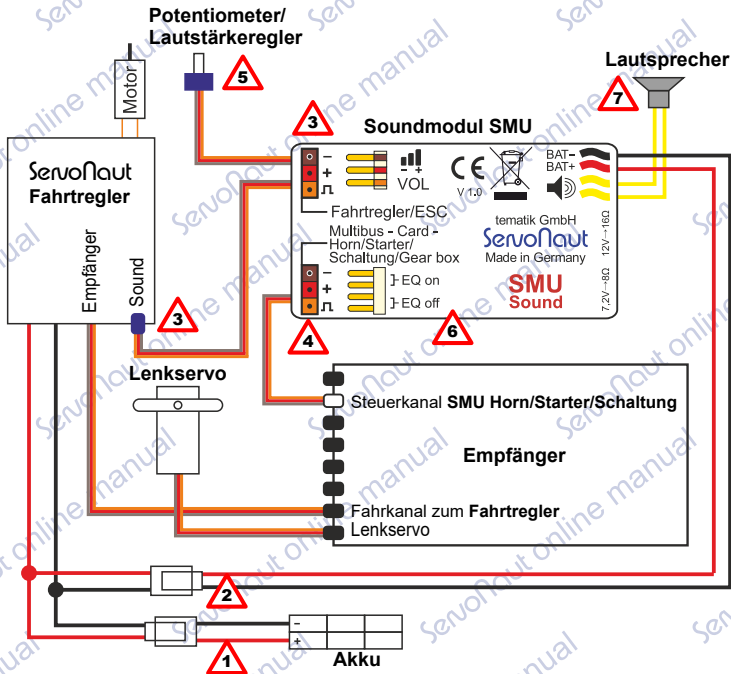 Potentiometer/
Lautstärkeregler
5
Lautsprecher
7
Motor
3
Soundmodul SMU
ServoNaut
Fahrtregler
Empfänger
Sound
3
−
+
− +
VOL
CE
V 1.0
BAT−
BAT+
Fahrtregler/ESC
Multibus - Card -
Horn/Starter/
Schaltung/Gear box
−
+
EQ on
EQ off
tematik GmbH
ServoNaut
Made in Germany
SMU
Sound
7,2V→8Ω 12V→16Ω
4
6
Lenkservo
Steuerkanal SMU Horn/Starter/Schaltung
Empfänger
Fahrkanal zum Fahrtregler
Lenkservo
2
1
−
+
Akku
ServoNaut online manual